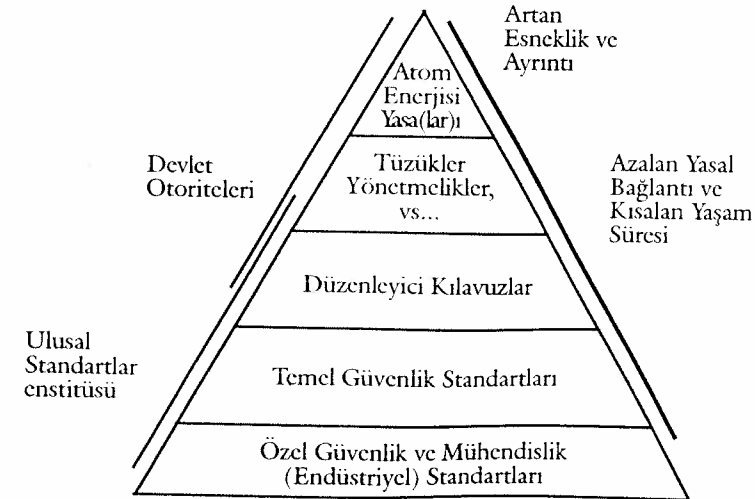 Artan
Esneklik ve
Ayrıntı
Atom
Enerjisi
Yasa(lar)ı
Devlet
Otoriteleri
Tüzükler
Yönetmelikler,
vs...
Azalan Yasal
Bağlantı ve
Kısalan Yaşam
Süresi
Düzenleyici Kılavuzlar
Ulusal
Standartlar
enstitüsü
Temel Güvenlik Standartları
Özel Güvenlik ve Mühendislik
(Endüstriyel) Standartları